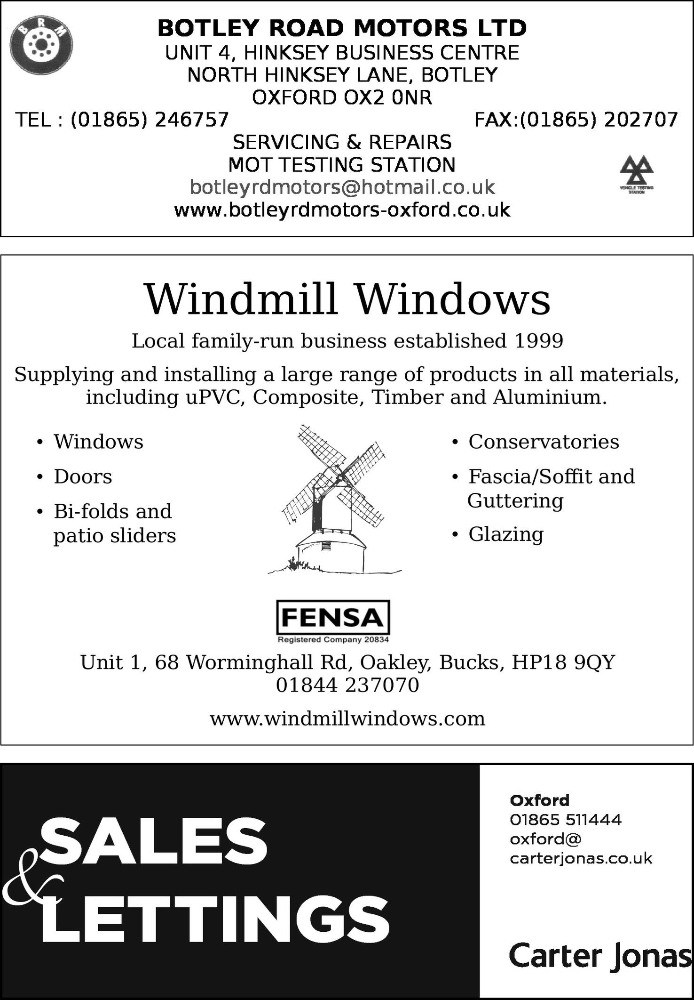 B R M
BOTLEY ROAD MOTORS LTD
UNIT 4, HINKSEY BUSINESS CENTRE
NORTH HINKSEY LANE, BOTLEY
OXFORD OX2 0NR
TEL : (01865) 246757 FAX:(01865) 202707
SERVICING & REPAIRS
MOT TESTING STATION
botleyrdmotors@hotmail.co.uk
www.botleyrdmotors-oxford.co.uk
VEHICLE TESTING
STATION
Windmill Windows
Local family-run business established 1999
Supplying and installing a large range of products in all materials,
including uPVC, Composite, Timber and Aluminium.
• Windows
• Doors
• Bi-folds and
patio sliders
• Conservatories
• Fascia/Soffit and
Guttering
• Glazing
FENSA
Registered Company 20834
Unit 1, 68 Worminghall Rd, Oakley, Bucks, HP18 9QY
01844 237070
www.windmillwindows.com
SALES
&
LETTINGS
Oxford
01865 511444
oxford@
carterjonas.co.uk
Carter Jonas